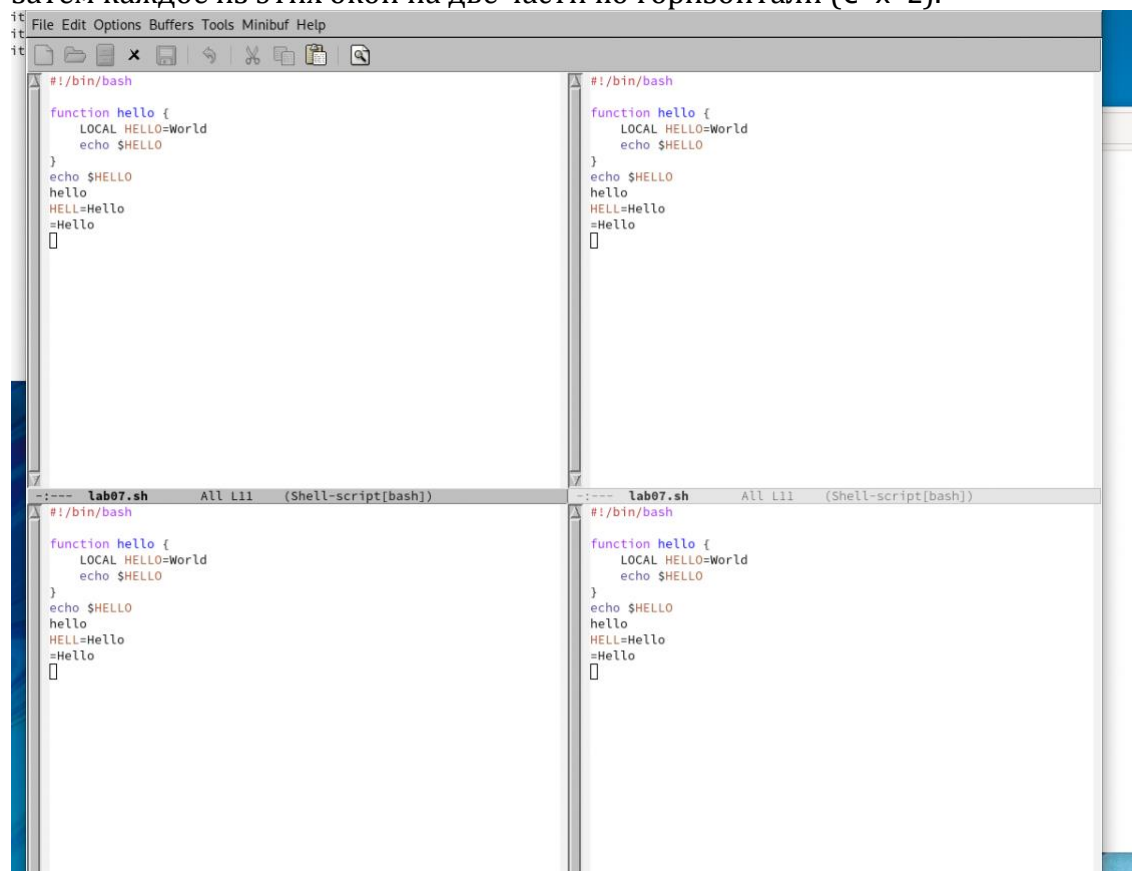 затем каждое из этих окон на две части по горизонтали (C-x 2).
it
it
it
File Edit Options Buffers Tools Minibuf Help
#!/bin/bash
function hello {
LOCAL HELLO=World
echo $HELLO
}
echo $HELLO
hello
HELL=Hello
=Hello
-:--- lab07.sh All L11 (Shell-script[bash])
#!/bin/bash
function hello {
LOCAL HELLO=World
echo $HELLO
}
echo $HELLO
hello
HELL=Hello
=Hello
-:--- lab07.sh All L11 (Shell-script[bash])
#!/bin/bash
function hello {
LOCAL HELLO=World
echo $HELLO
}
echo $HELLO
hello
HELL=Hello
=Hello
#!/bin/bash
function hello {
LOCAL HELLO=World
echo $HELLO
}
echo $HELLO
hello
HELL=Hello
=Hello